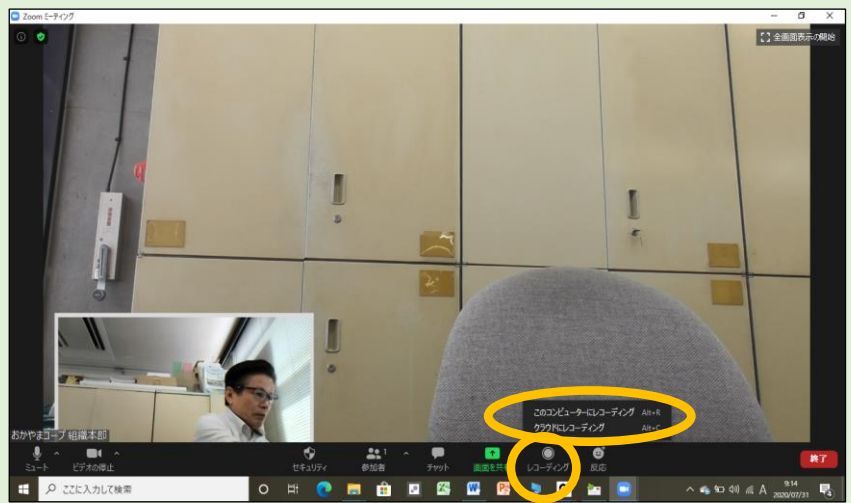 Zoom ミーティング
全画面表示の開始
このコンピューターにレコーディング Alt+R
クラウドにレコーディング Alt+C
おかやまコープ 組織本部
ミュート ビデオの停止 セキュリティ 参加者 1 チャット 画面を共有 レコーディング 反応 終了
ここに入力して検索
A 9:14
2020/07/31